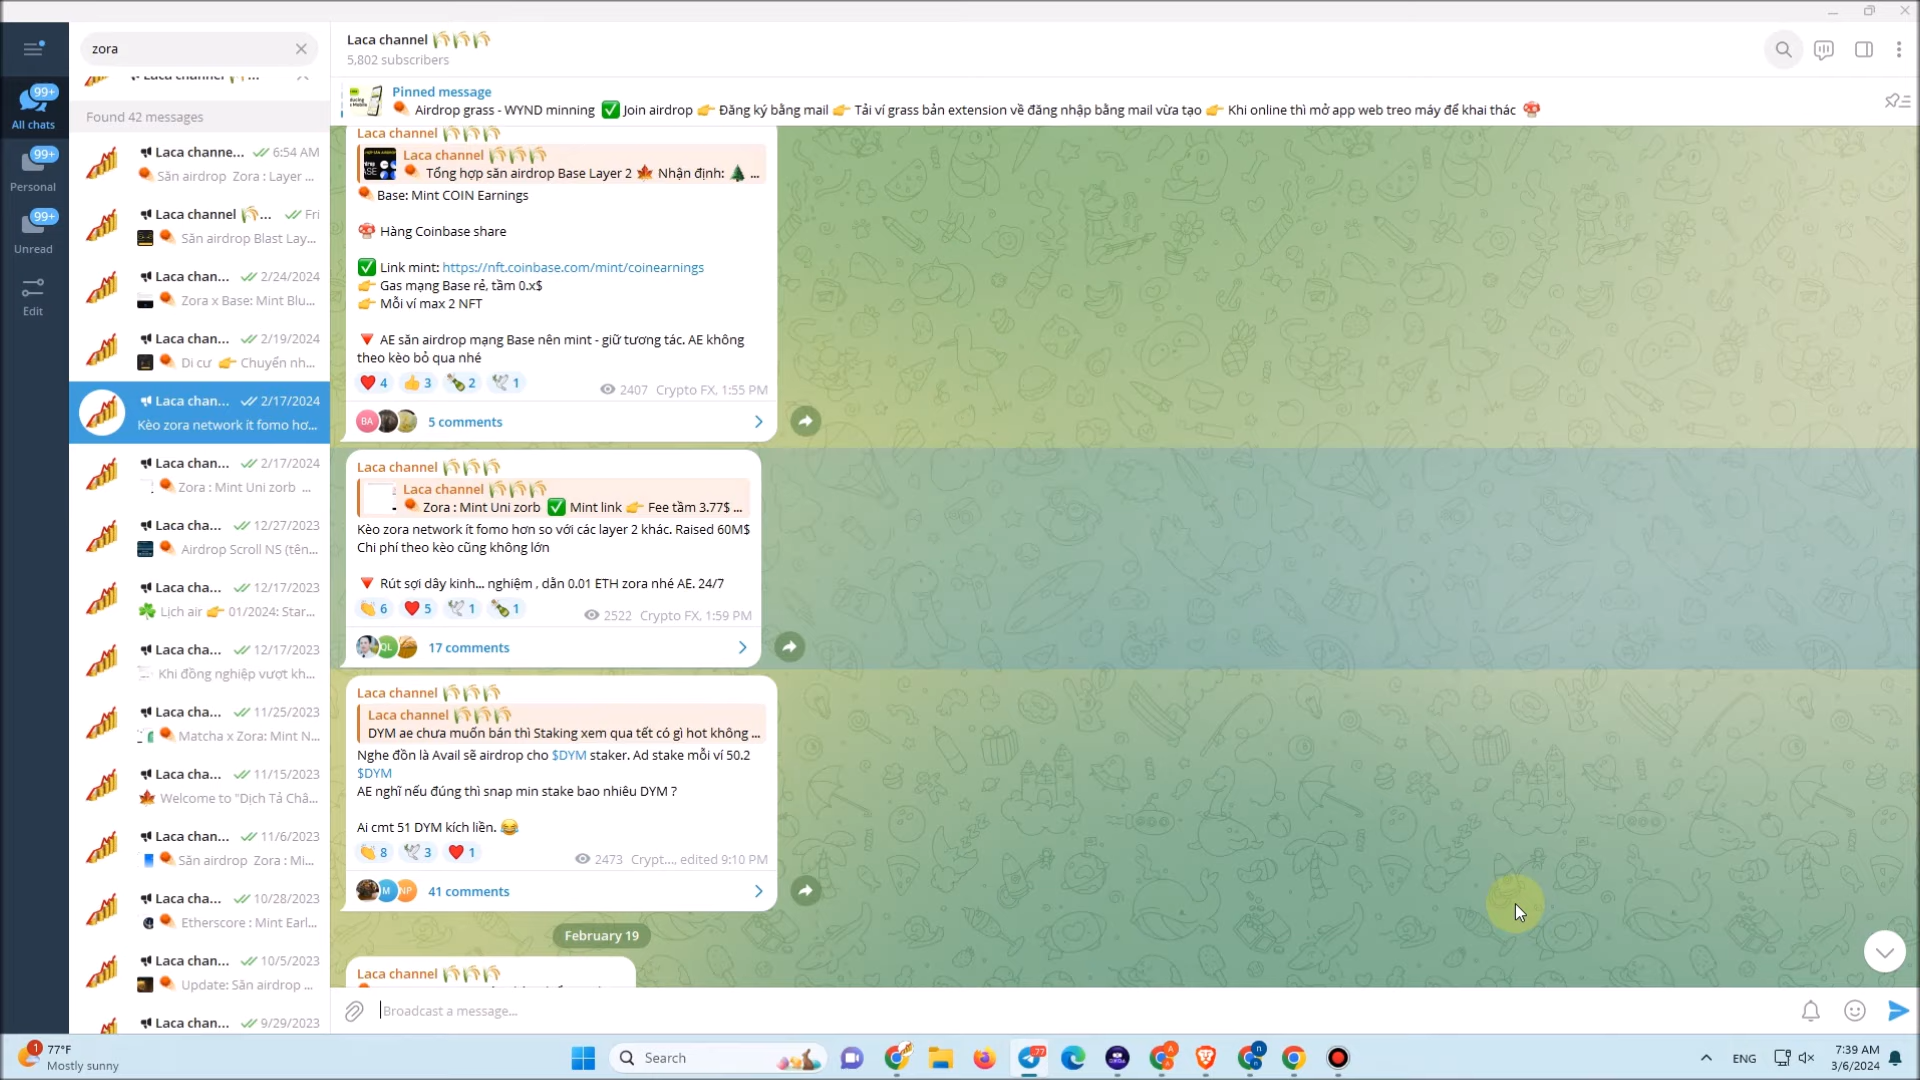 zora
Laca channel
5,802 subscribers
Pinned message
Airdrop grass - WYND minning ✅ Join airdrop 👉 Đăng ký bằng mail 👉 Tải ví grass bản extension về đăng nhập bằng mail vừa tạo 👉 Khi online thì mở app web treo máy để khai thác
99+
All chats
99+
Personal
99+
Unread
Edit
Found 42 messages
Laca channe... 6:54 AM
Săn airdrop Zora : Layer ...
Laca channel ... Fri
Săn airdrop Blast Lay...
Laca chan... 2/24/2024
Zora x Base: Mint Blu...
Laca chan... 2/19/2024
Di cư 👉 Chuyển nh...
Laca chan... 2/17/2024
Kèo zora network ít fomo hơ...
Laca chan... 2/17/2024
Zora : Mint Uni zorb ...
Laca cha... 12/27/2023
Airdrop Scroll NS (tên...
Laca cha... 12/17/2023
Lịch air 👉 01/2024: Star...
Laca cha... 12/17/2023
Khi đồng nghiệp vượt kh...
Laca cha... 11/25/2023
Matcha x Zora: Mint N...
Laca cha... 11/15/2023
Welcome to "Dịch Tả Châ...
Laca cha... 11/6/2023
Săn airdrop Zora : Mi...
Laca cha... 10/28/2023
Etherscore : Mint Earl...
Laca chan... 10/5/2023
Update: Săn airdrop ...
Laca chan... 9/29/2023
Laca channel
Laca channel
Tổng hợp săn airdrop Base Layer 2 🍁 Nhận định: 🌲 ...
Base: Mint COIN Earnings
Hàng Coinbase share
✅ Link mint: https://nft.coinbase.com/mint/coinearnings
👉 Gas mạng Base rẻ, tầm 0.x$
👉 Mỗi ví max 2 NFT
🔻 AE săn airdrop mạng Base nên mint - giữ tương tác. AE không
theo kèo bỏ qua nhé
4 3 2 1 2407 Crypto FX, 1:55 PM
BA 5 comments
Laca channel
Laca channel
Zora : Mint Uni zorb ✅ Mint link 👉 Fee tầm 3.77$ ...
Kèo zora network ít fomo hơn so với các layer 2 khác. Raised 60M$
Chi phí theo kèo cũng không lớn
🔻 Rút sợi dây kinh... nghiệm , dằn 0.01 ETH zora nhé AE. 24/7
6 5 1 1 2522 Crypto FX, 1:59 PM
QL 17 comments
Laca channel
Laca channel
DYM ae chưa muốn bán thì Staking xem qua tết có gì hot không ...
Nghe đồn là Avail sẽ airdrop cho $DYM staker. Ad stake mỗi ví 50.2
$DYM
AE nghĩ nếu đúng thì snap min stake bao nhiêu DYM ?
Ai cmt 51 DYM kích liền. 😂
8 3 1 2473 Crypt..., edited 9:10 PM
M NP 41 comments
February 19
Laca channel
Broadcast a message...
1
77°F
Mostly sunny
Search
77
ENG
7:39 AM
3/6/2024